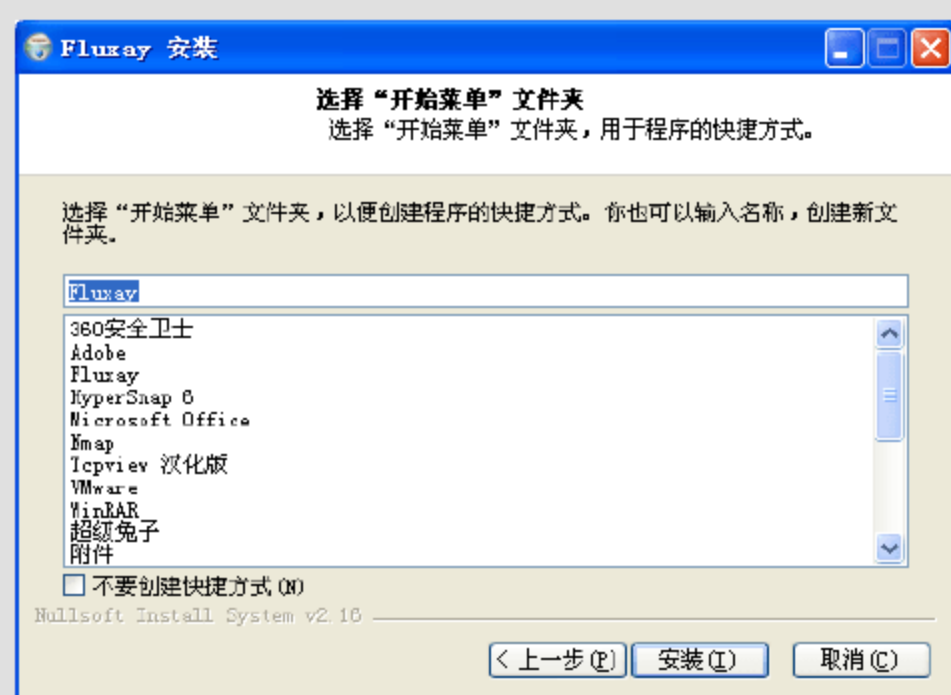 Fluxay 安装
选择“开始菜单”文件夹
选择“开始菜单”文件夹，用于程序的快捷方式。
选择“开始菜单”文件夹，以便创建程序的快捷方式。你也可以输入名称，创建新文
件夹。
Fluxay
360安全卫士
Adobe
Fluxay
HyperSnap 6
Microsoft Office
Nmap
Tcpview 汉化版
VMware
WinRAR
超级兔子
附件
不要创建快捷方式(N)
Nullsoft Install System v2.16
< 上一步(P) 安装(I) 取消(C)